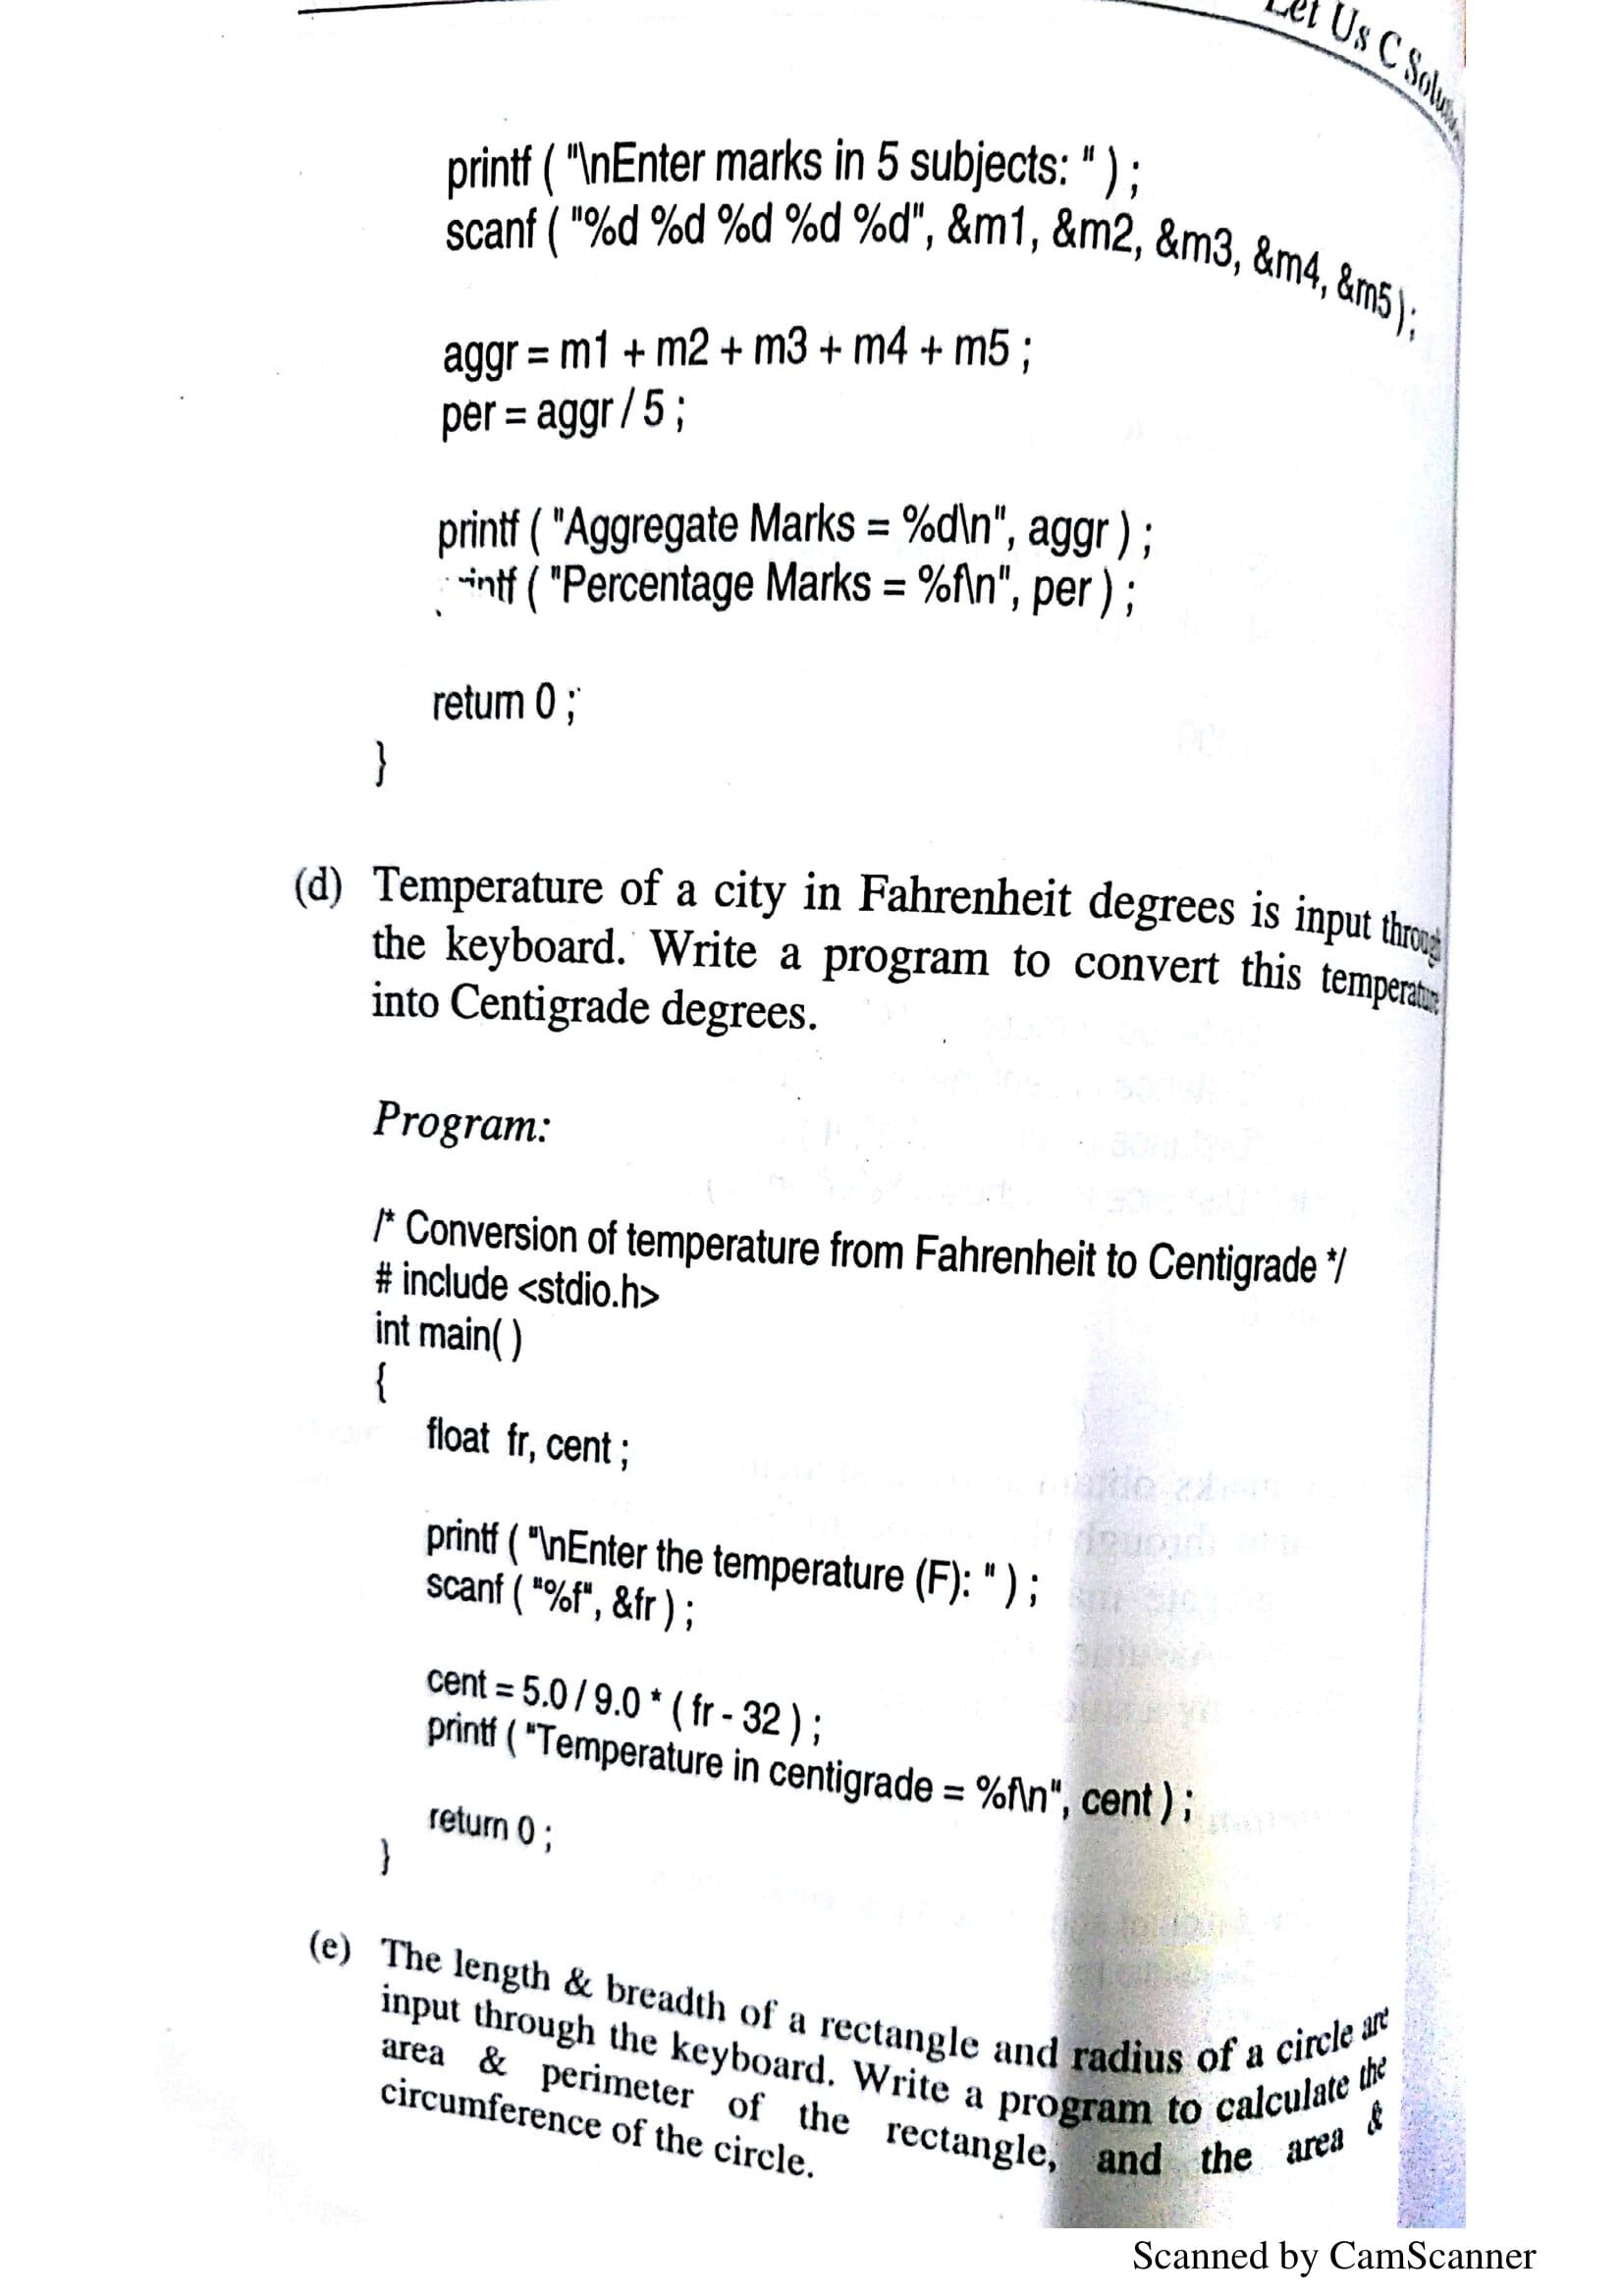 Let Us C
printf ( "\nEnter marks in 5 subjects: " ) ;
scanf ( "%d %d %d %d %d", &m1, &m2, &m3, &m4, &m5 );
aggr = m1 + m2 + m3 + m4 + m5 ;
per = aggr / 5 ;
printf ( "Aggregate Marks = %d\n", aggr ) ;
intf ( "Percentage Marks = %f\n", per ) ;
return 0 ;
}
(d) Temperature of a city in Fahrenheit degrees is input through
the keyboard. Write a program to convert this temperature
into Centigrade degrees.
Program:
/* Conversion of temperature from Fahrenheit to Centigrade */
# include <stdio.h>
int main( )
{
float fr, cent ;
printf ( "\nEnter the temperature (F): " ) ;
scanf ( "%f", &fr ) ;
cent = 5.0 / 9.0 * ( fr - 32 ) ;
printf ( "Temperature in centigrade = %f\n", cent ) ;
return 0 ;
}
(e) The length & breadth of a rectangle and radius of a circle are
input through the keyboard. Write a program to calculate the
area & perimeter of the rectangle, and the area &
circumference of the circle.
Scanned by CamScanner